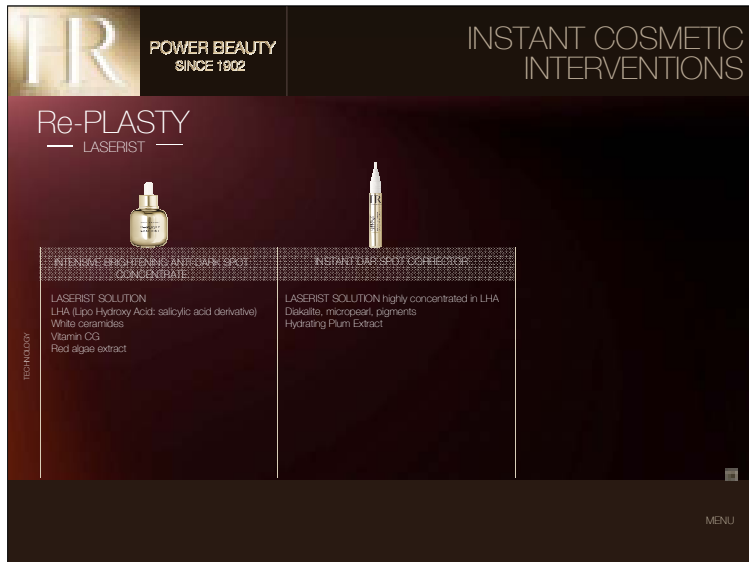 HR
POWER BEAUTY
SINCE 1902
INSTANT COSMETIC
INTERVENTIONS
Re-PLASTY
LASERIST
HR
INTENSIVE BRIGHTENING ANTI-DARK SPOT
CONCENTRATE
INSTANT DAR SPOT CORRECTOR
TECHNOLOGY
LASERIST SOLUTION
LHA (Lipo Hydroxy Acid: salicylic acid derivative)
White ceramides
Vitamin CG
Red algae extract
LASERIST SOLUTION highly concentrated in LHA
Diakalite, micropearl, pigments
Hydrating Plum Extract
MENU